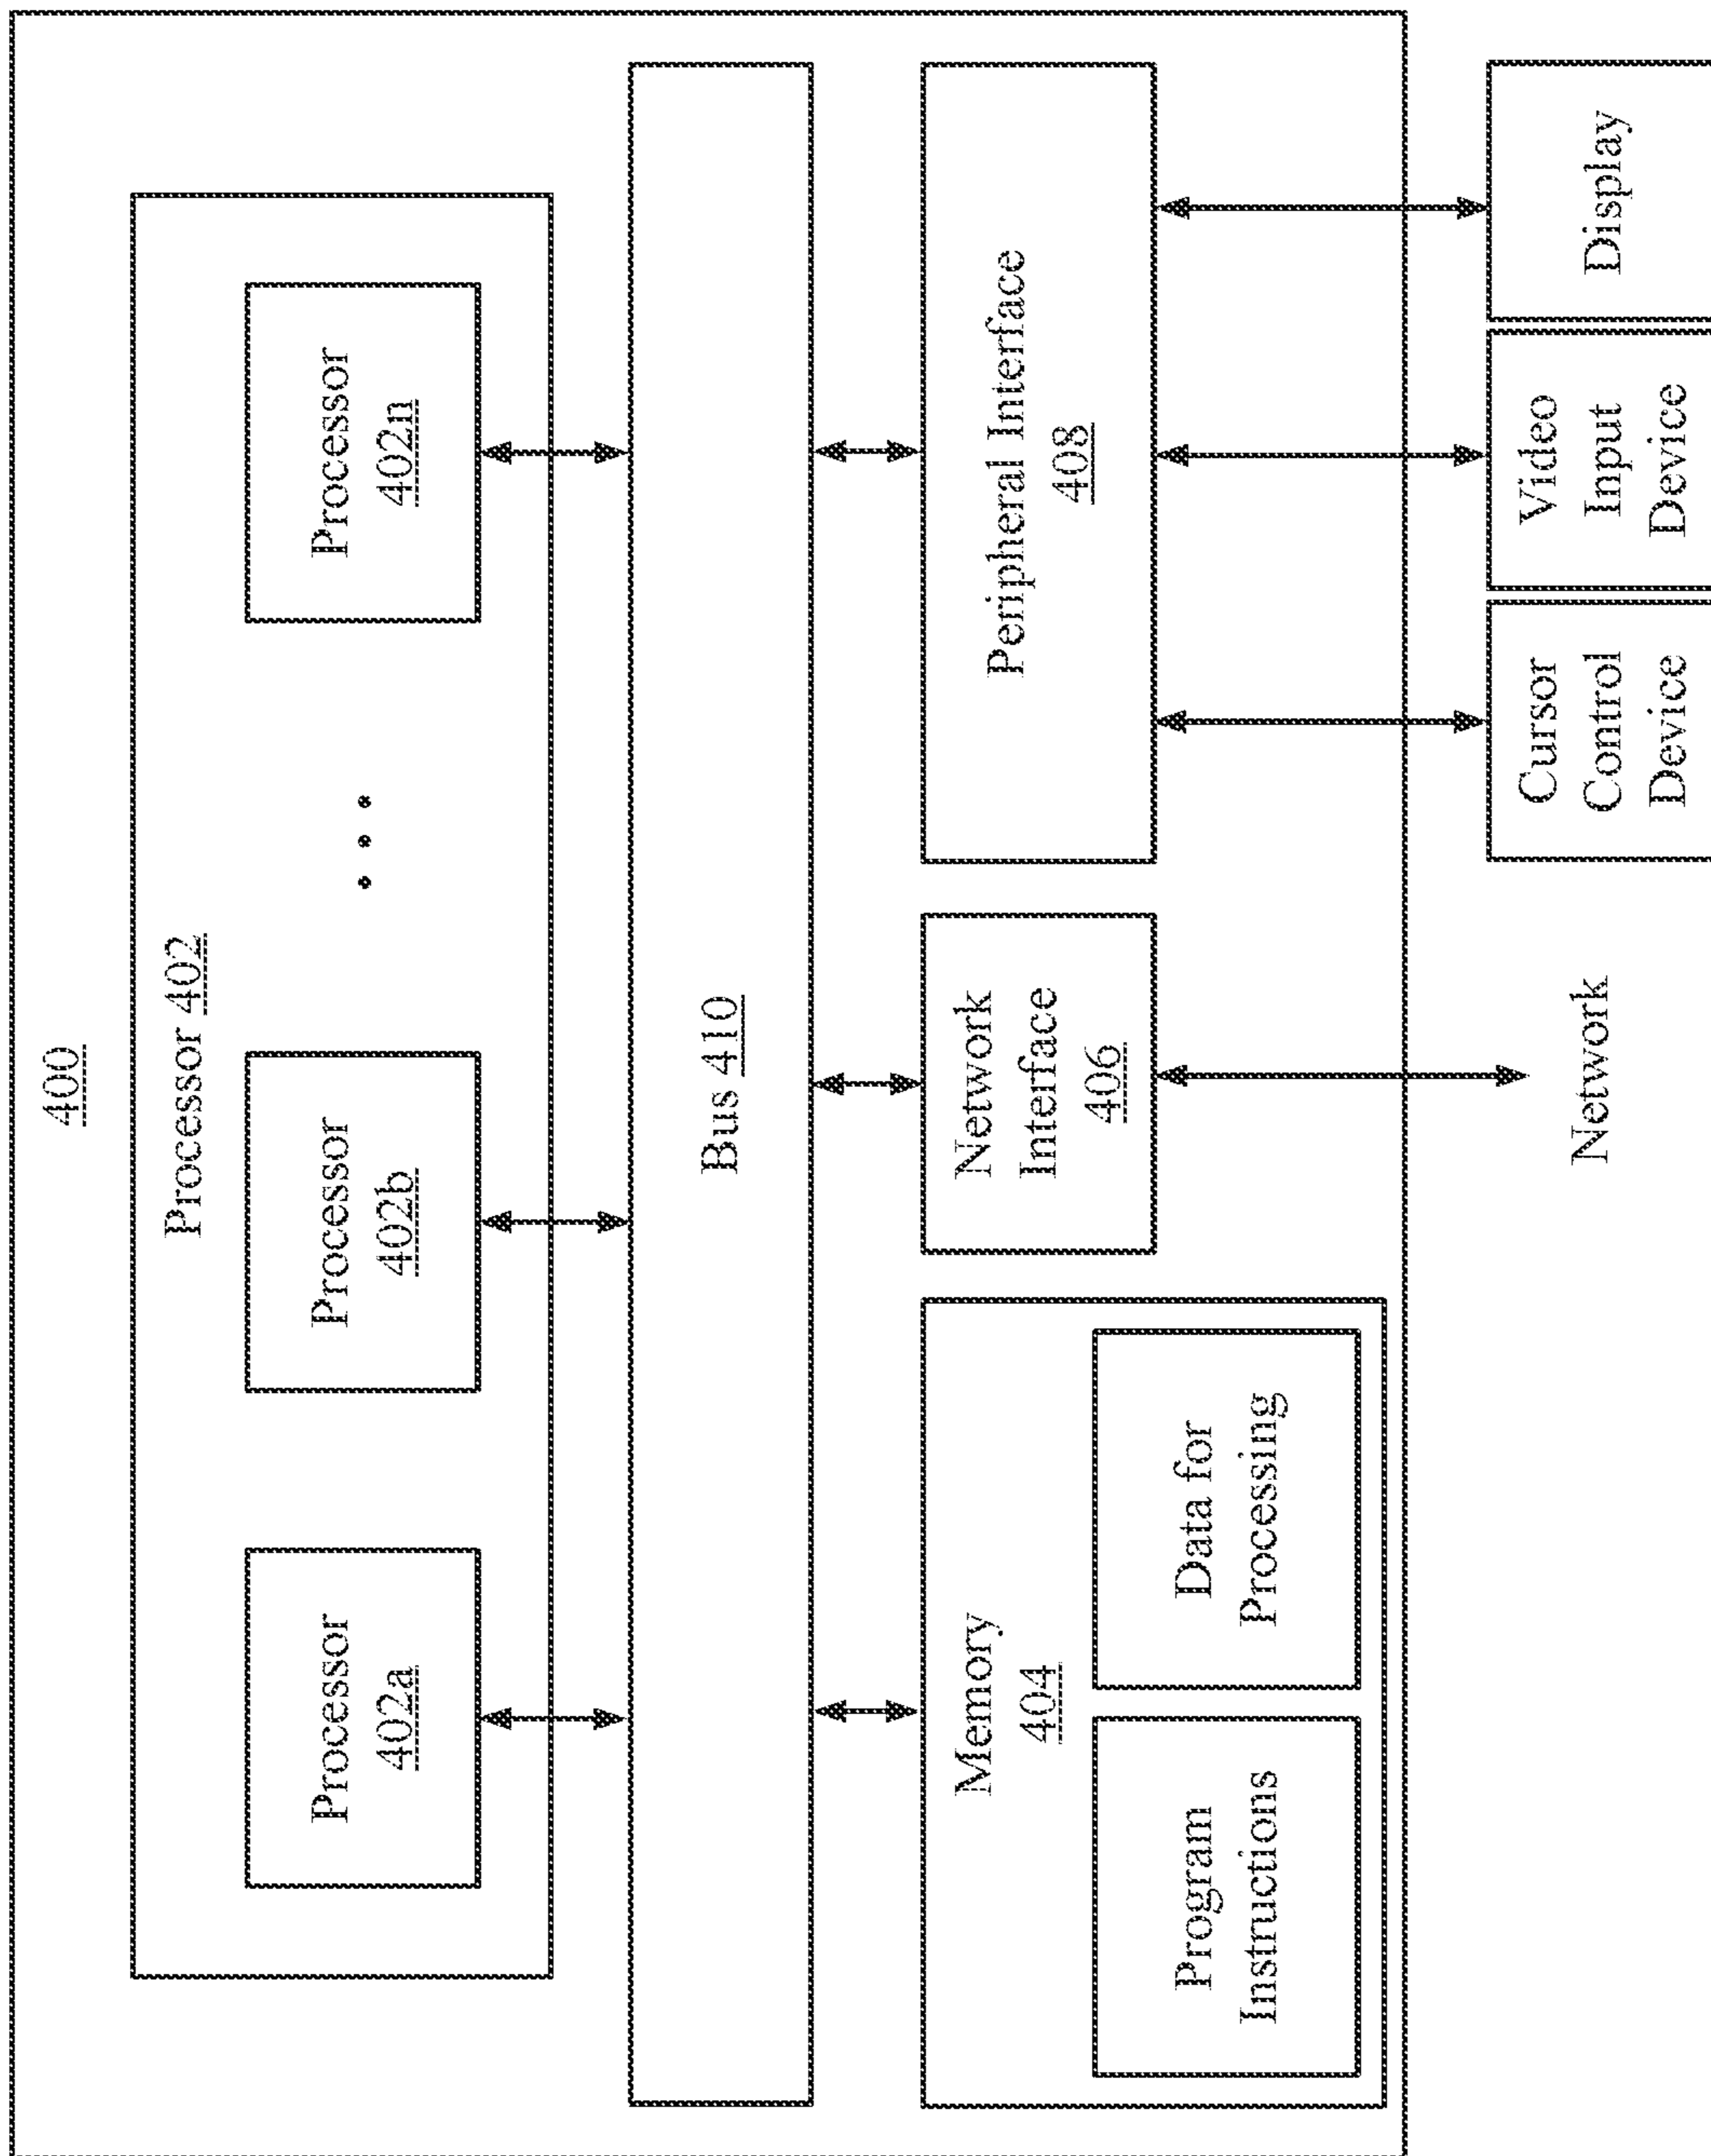 400
Processor 402
Processor
402a
Processor
402b
Processor
402n
Bus 410
Memory
404
Program
Instructions
Data for
Processing
Network
Interface
406
Peripheral Interface
408
Network
Cursor
Control
Device
Video
Input
Device
Display